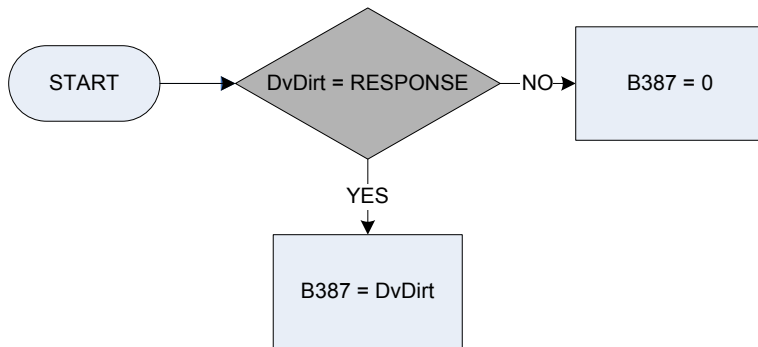 START
DvDirt = RESPONSE
NO
B387 = 0
YES
B387 = DvDirt